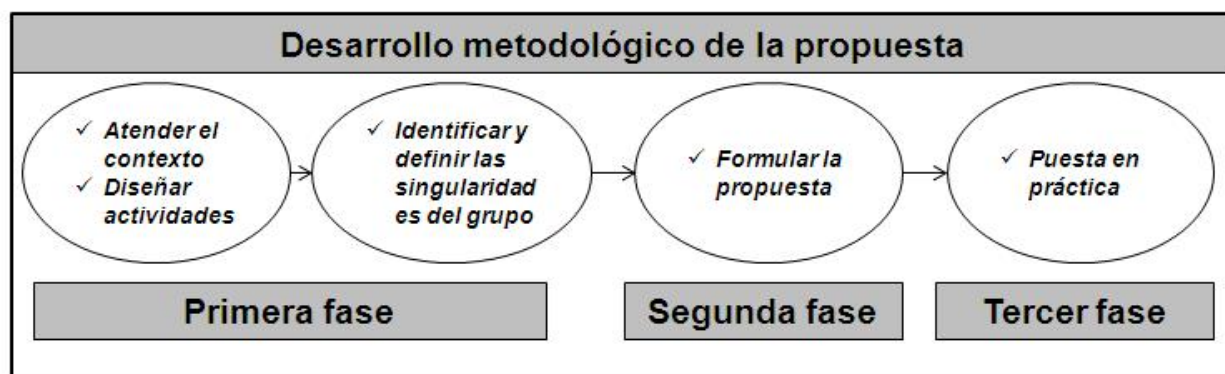 Desarrollo metodológico de la propuesta
✓ Atender el
contexto
✓ Diseñar
actividades
✓ Identificar y
definir las
singularidad
es del grupo
✓ Formular la
propuesta
✓ Puesta en
práctica
Primera fase
Segunda fase
Tercer fase